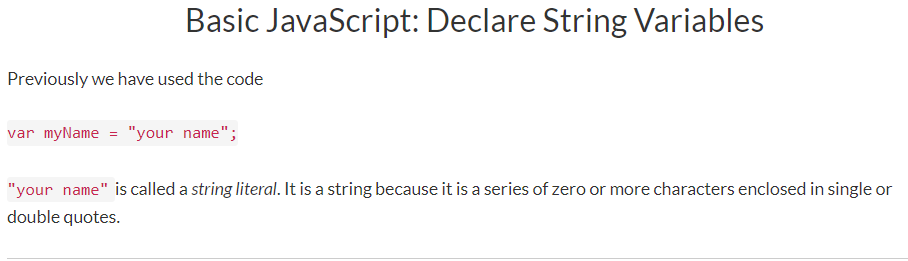 Basic JavaScript: Declare String Variables
Previously we have used the code
var myName = "your name";
"your name" is called a string literal. It is a string because it is a series of zero or more characters enclosed in single or
double quotes.